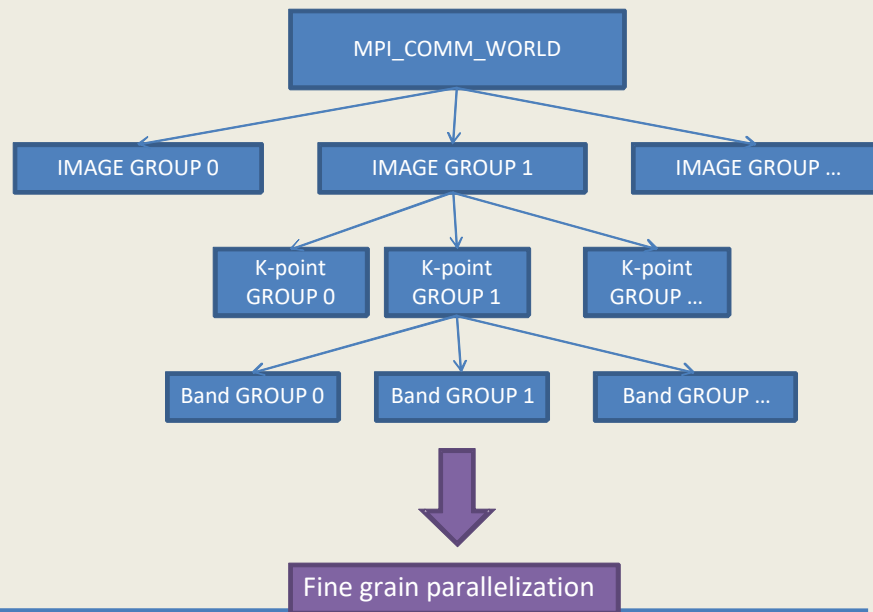 MPI_COMM_WORLD
IMAGE GROUP 0
IMAGE GROUP 1
IMAGE GROUP …
K-point
GROUP 0
K-point
GROUP 1
K-point
GROUP …
Band GROUP 0
Band GROUP 1
Band GROUP …
Fine grain parallelization